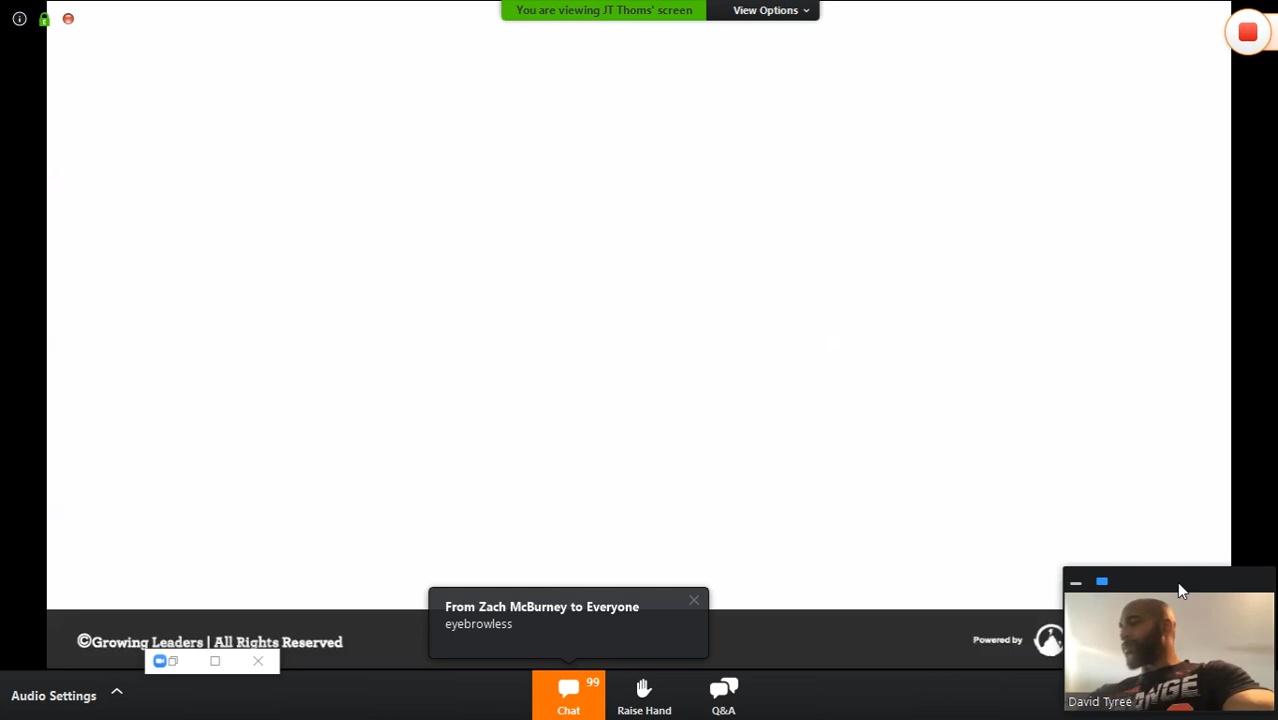 You are viewing JT Thoms' screen
View Options
From Zach McBurney to Everyone
eyebrowless
©Growing Leaders | All Rights Reserved
Powered by
David Tyree
Audio Settings
99
Chat
Raise Hand
Q&A